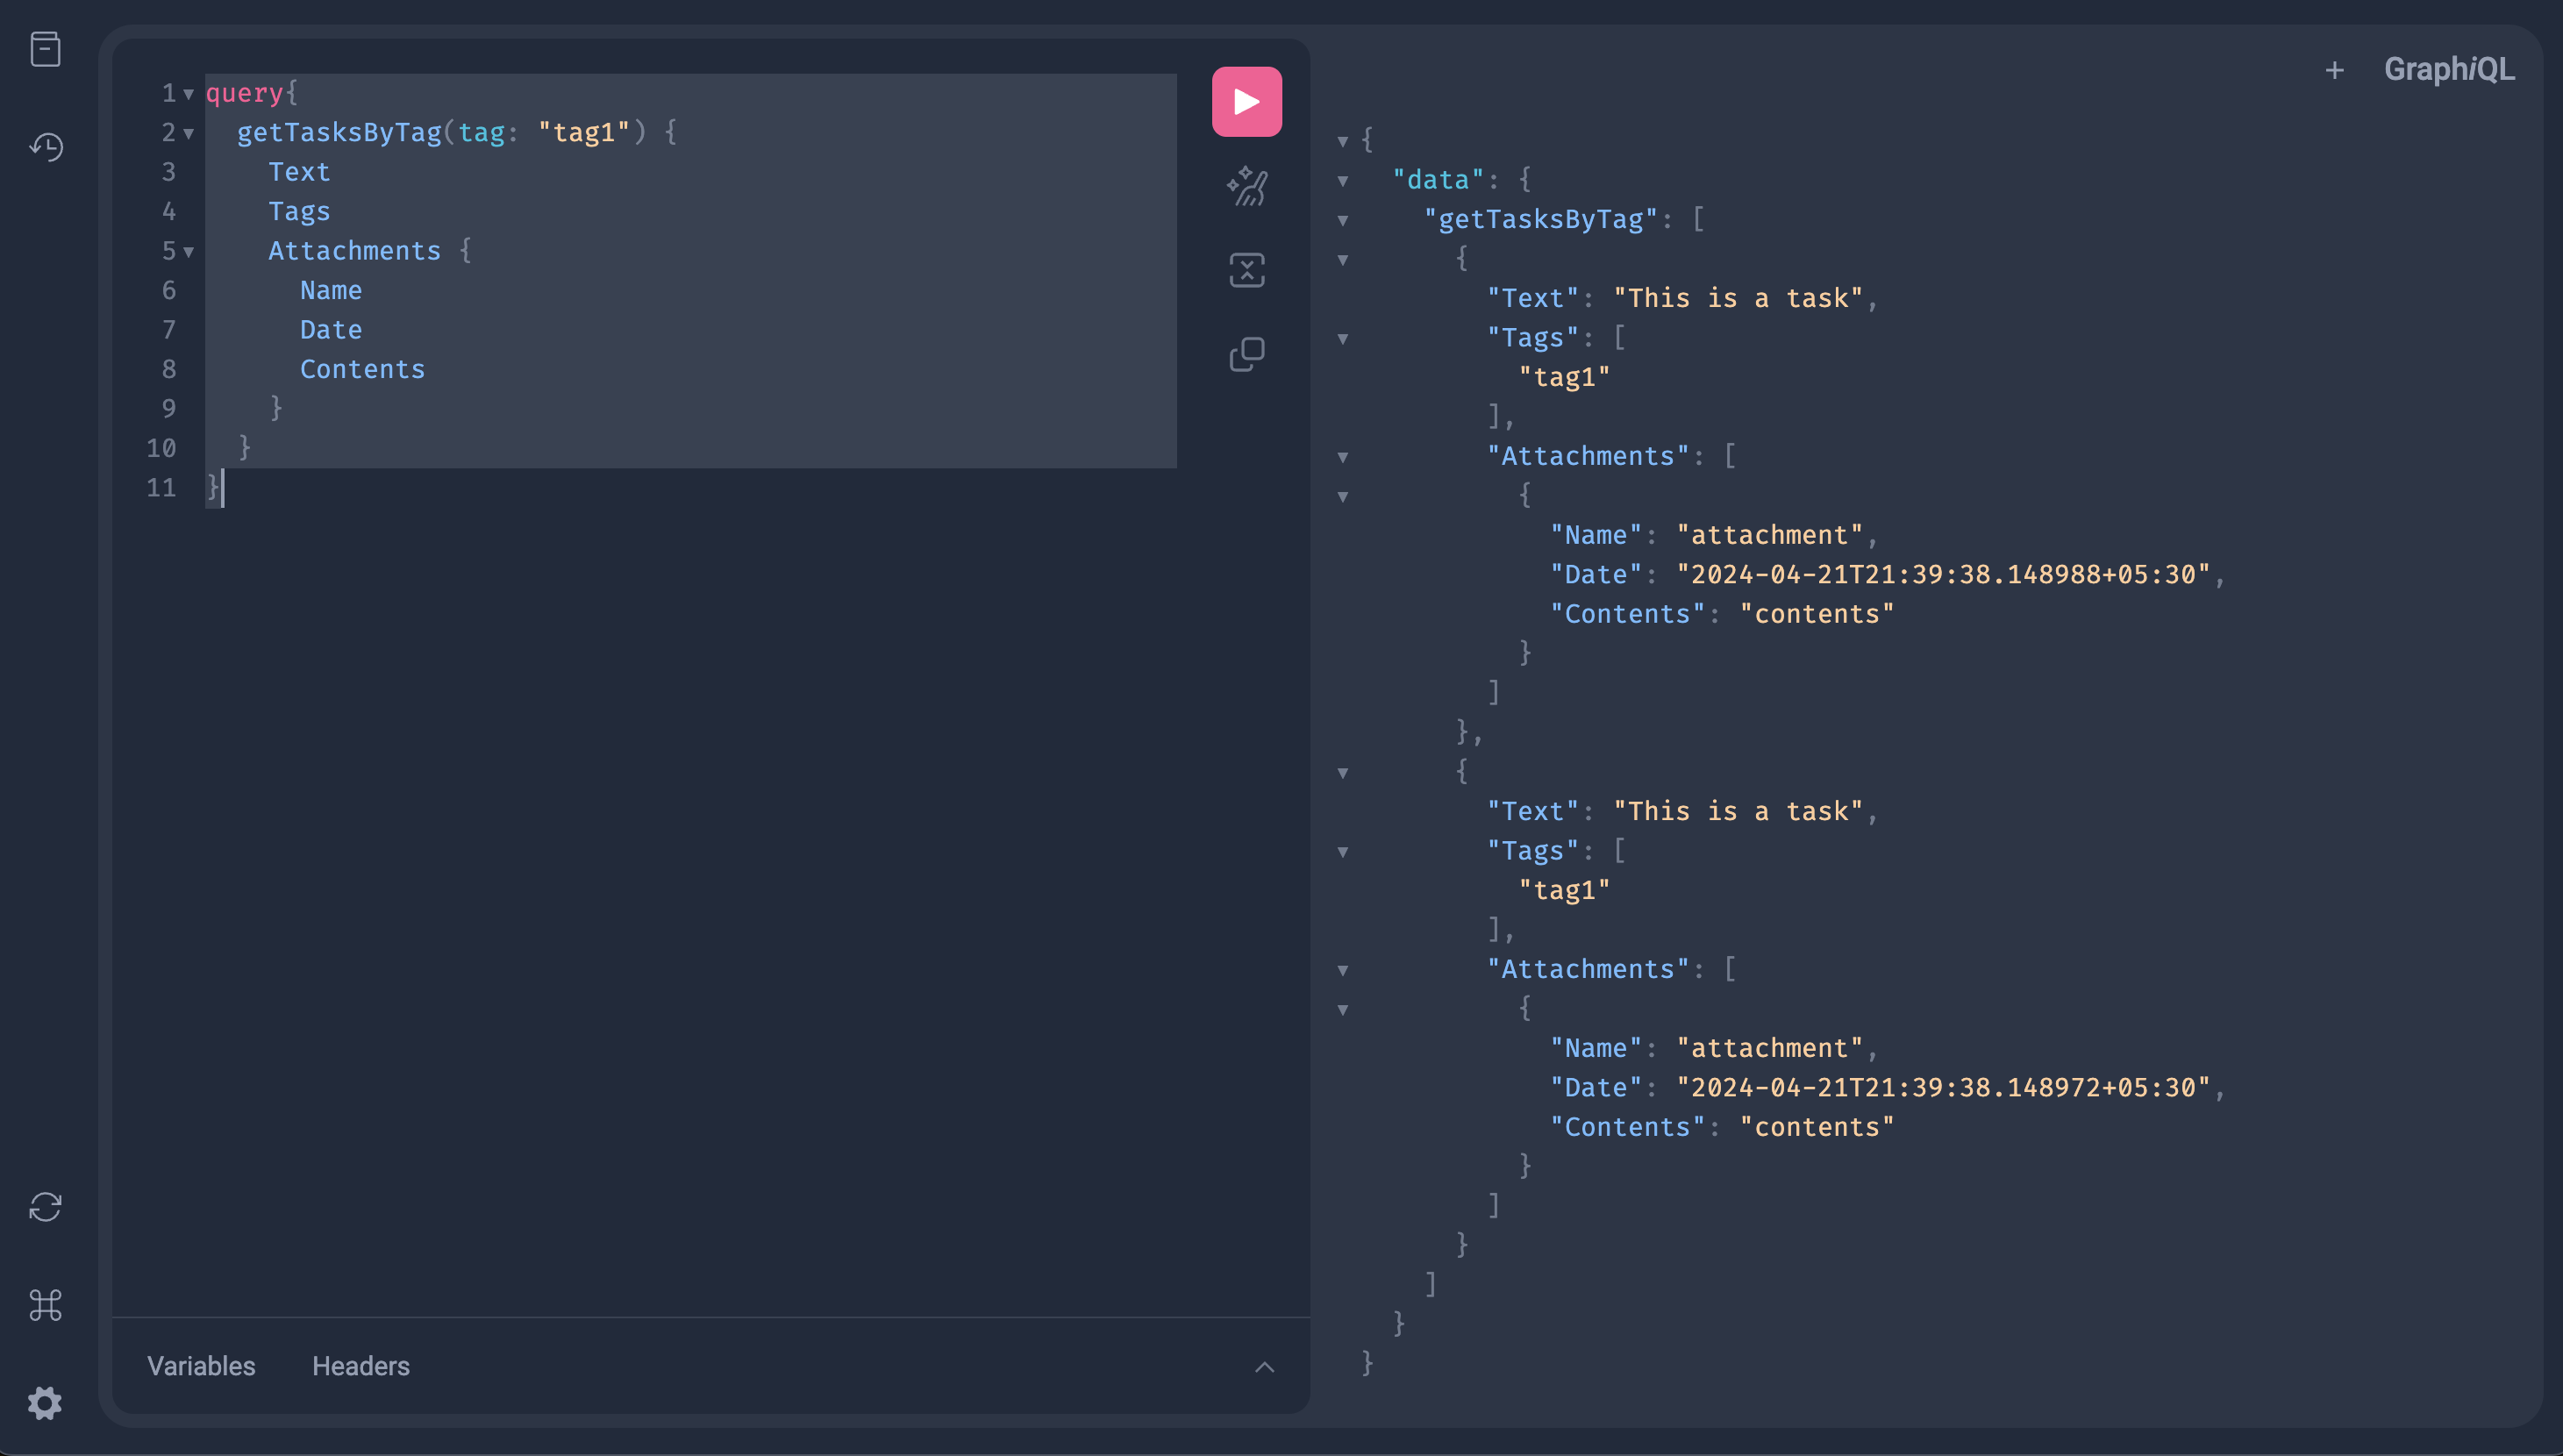 1 query{
2   getTasksByTag(tag: "tag1") {
3     Text
4     Tags
5     Attachments {
6       Name
7       Date
8       Contents
9     }
10   }
11 }
Variables Headers
+ GraphiQL
{
  "data": {
    "getTasksByTag": [
      {
        "Text": "This is a task",
        "Tags": [
          "tag1"
        ],
        "Attachments": [
          {
            "Name": "attachment",
            "Date": "2024-04-21T21:39:38.148988+05:30",
            "Contents": "contents"
          }
        ]
      },
      {
        "Text": "This is a task",
        "Tags": [
          "tag1"
        ],
        "Attachments": [
          {
            "Name": "attachment",
            "Date": "2024-04-21T21:39:38.148972+05:30",
            "Contents": "contents"
          }
        ]
      }
    ]
  }
}